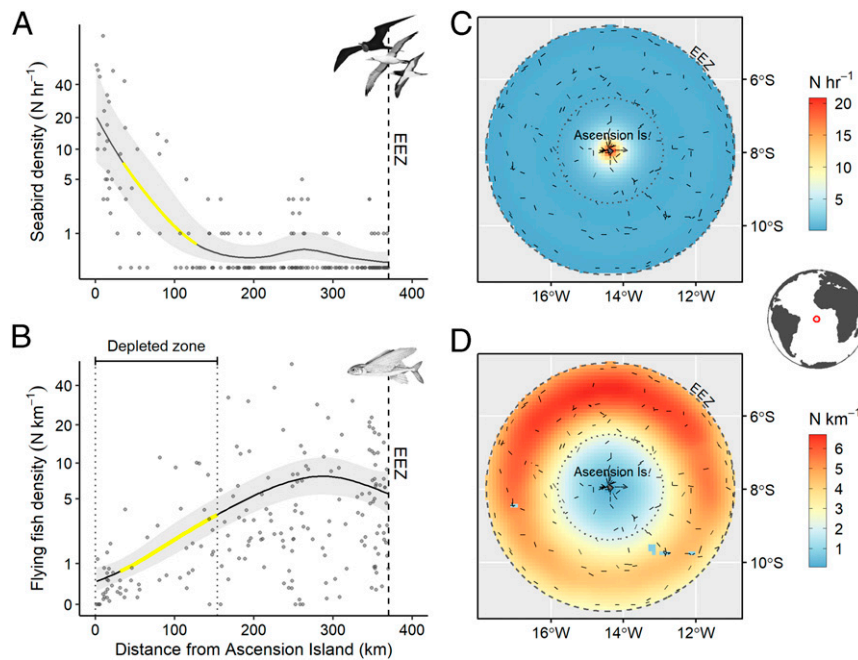 A
Seabird density (N hr⁻¹)
40
20
10
5
1
EEZ
0 100 200 300 400
B
Depleted zone
Flying fish density (N km⁻¹)
40
20
10
5
1
0
EEZ
0 100 200 300 400
Distance from Ascension Island (km)
C
EEZ
Ascension Is.
6°S
8°S
10°S
16°W 14°W 12°W
N hr⁻¹
20
15
10
5
D
EEZ
Ascension Is.
6°S
8°S
10°S
16°W 14°W 12°W
N km⁻¹
6
5
4
3
2
1